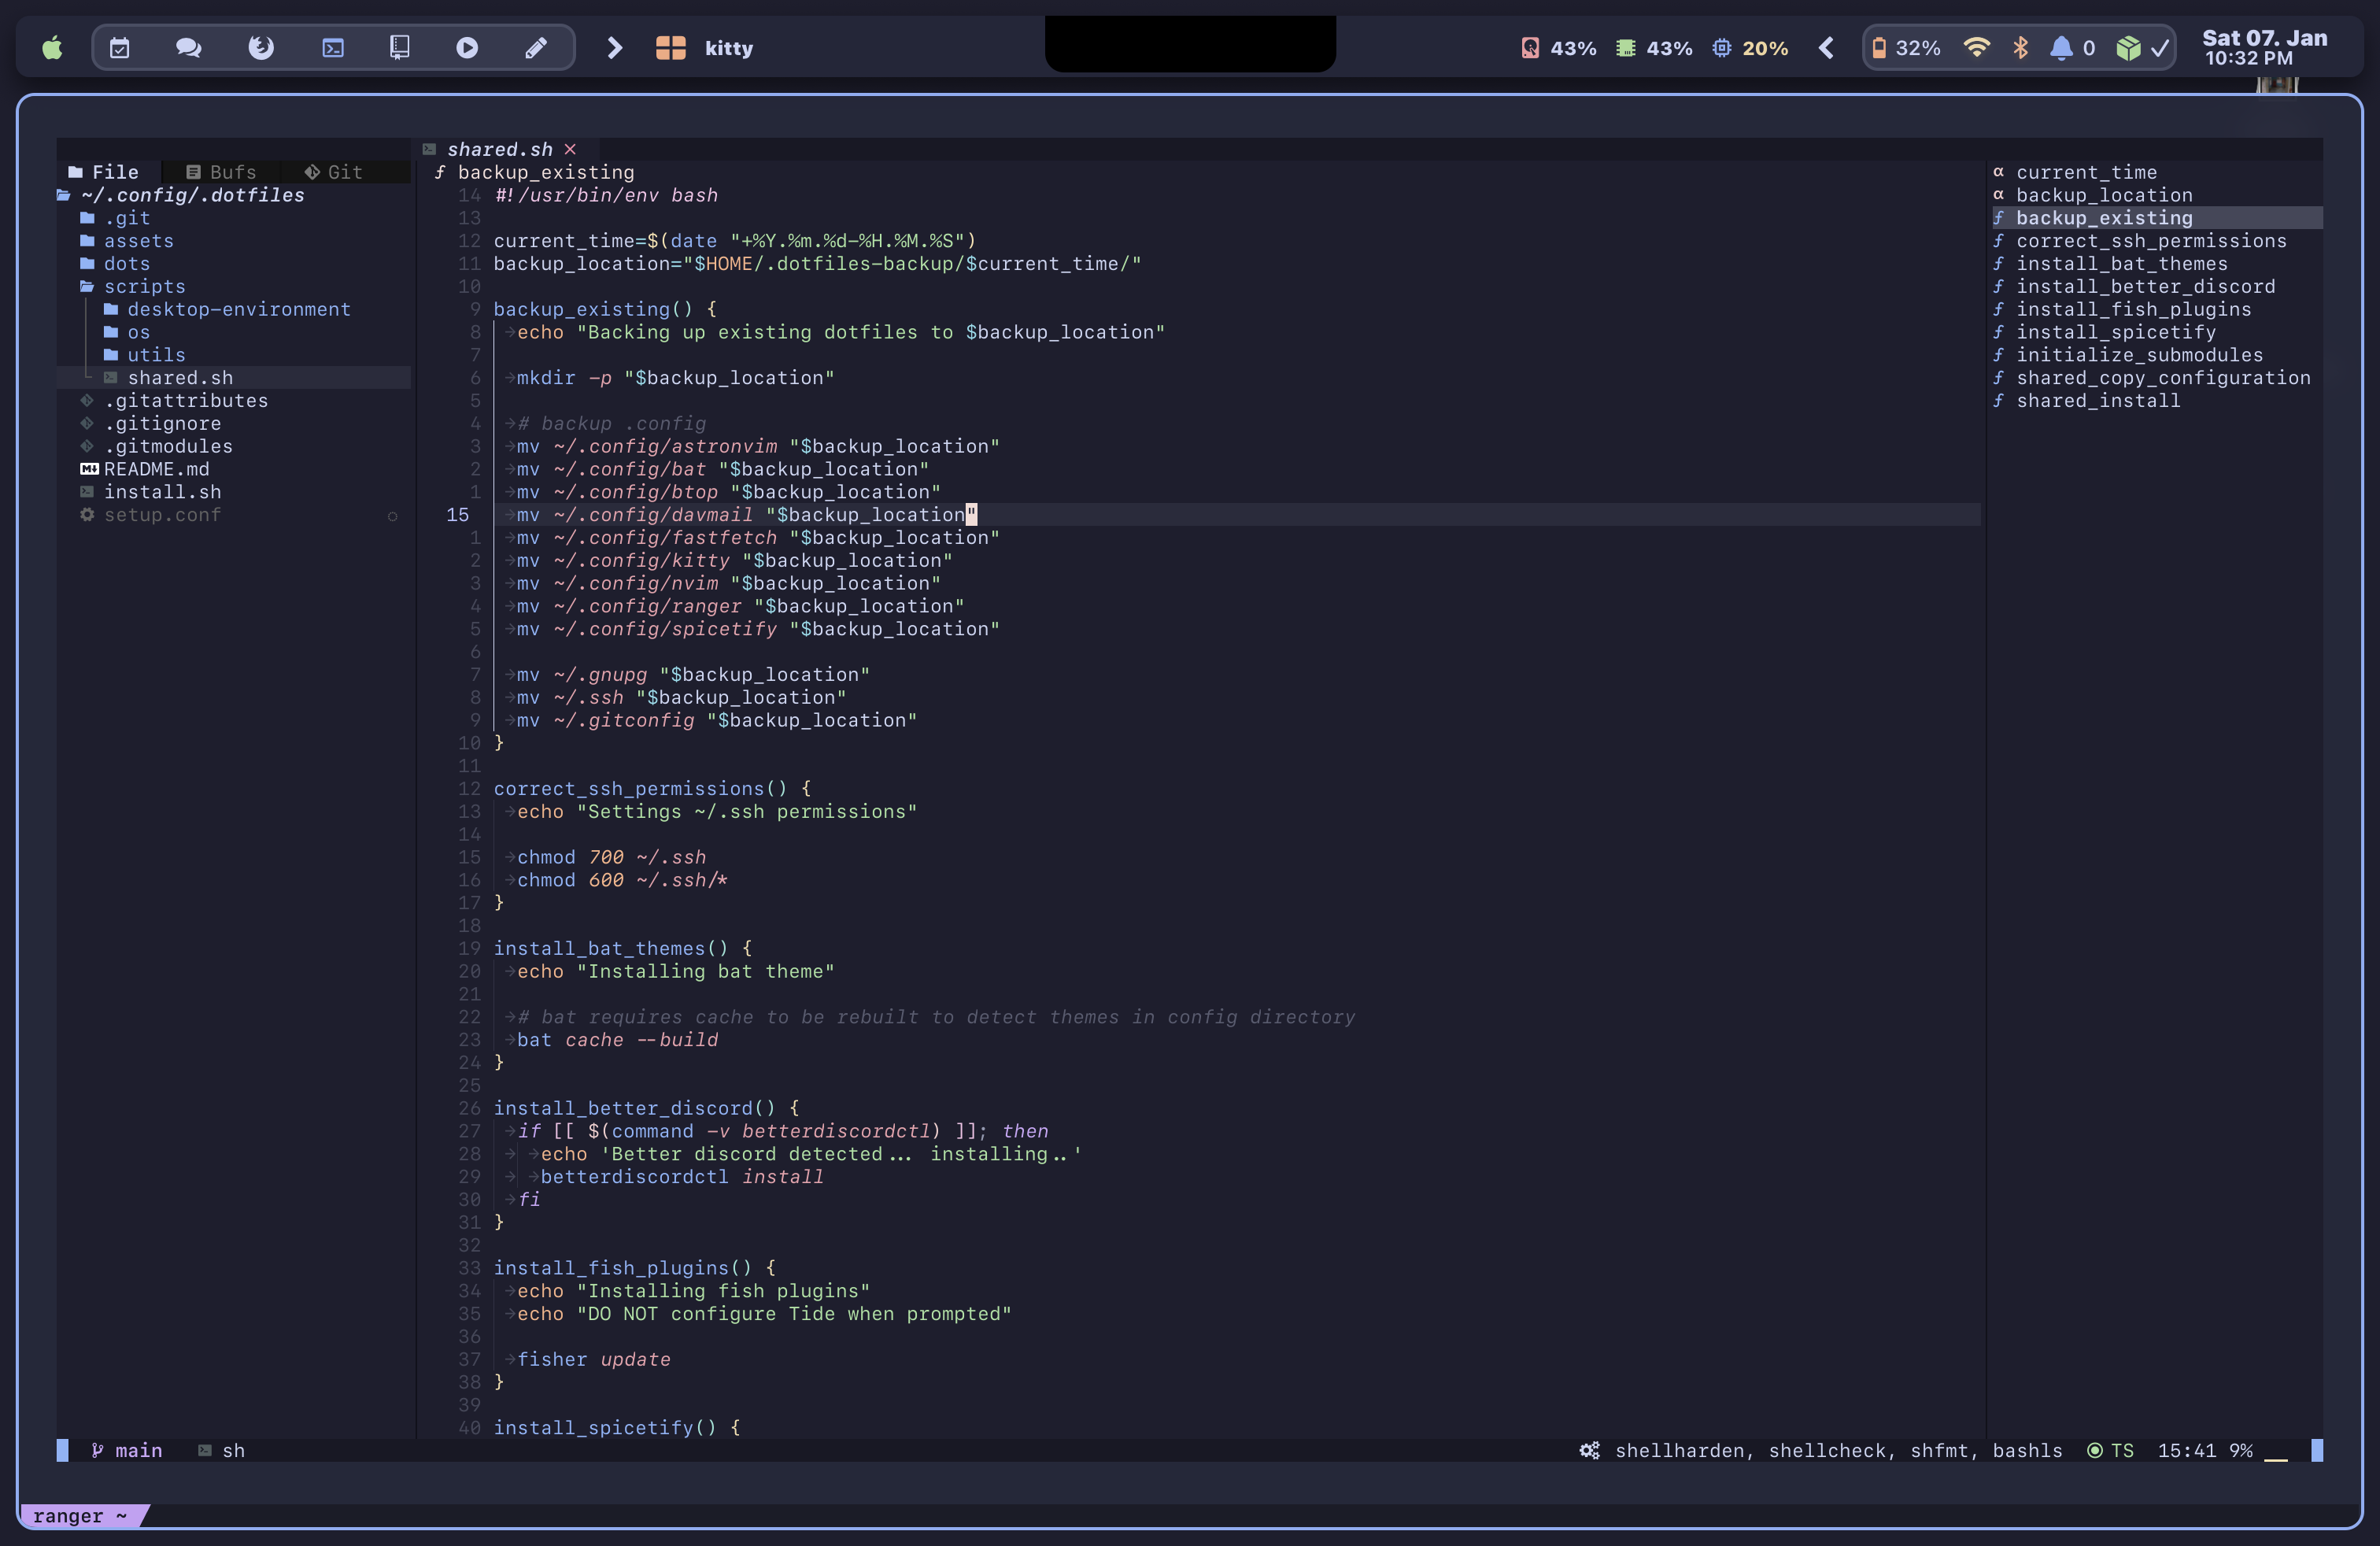 kitty
43% 43% 20% 32% 0
Sat 07. Jan
10:32 PM
File Bufs Git
~/.config/.dotfiles
.git
assets
dots
scripts
desktop-environment
os
utils
shared.sh
.gitattributes
.gitignore
.gitmodules
README.md
install.sh
setup.conf
shared.sh
backup_existing
14 #!/usr/bin/env bash
13
12 current_time=$(date "+%Y.%m.%d-%H.%M.%S")
11 backup_location="$HOME/.dotfiles-backup/$current_time/"
10
9 backup_existing() {
8 echo "Backing up existing dotfiles to $backup_location"
7
6 mkdir -p "$backup_location"
5
4 # backup .config
3 mv ~/.config/astronvim "$backup_location"
2 mv ~/.config/bat "$backup_location"
1 mv ~/.config/btop "$backup_location"
15 mv ~/.config/davmail "$backup_location"
1 mv ~/.config/fastfetch "$backup_location"
2 mv ~/.config/kitty "$backup_location"
3 mv ~/.config/nvim "$backup_location"
4 mv ~/.config/ranger "$backup_location"
5 mv ~/.config/spicetify "$backup_location"
6
7 mv ~/.gnupg "$backup_location"
8 mv ~/.ssh "$backup_location"
9 mv ~/.gitconfig "$backup_location"
10 }
11
12 correct_ssh_permissions() {
13 echo "Settings ~/.ssh permissions"
14
15 chmod 700 ~/.ssh
16 chmod 600 ~/.ssh/*
17 }
18
19 install_bat_themes() {
20 echo "Installing bat theme"
21
22 # bat requires cache to be rebuilt to detect themes in config directory
23 bat cache --build
24 }
25
26 install_better_discord() {
27 if [[ $(command -v betterdiscordctl) ]]; then
28 echo 'Better discord detected... installing..'
29 betterdiscordctl install
30 fi
31 }
32
33 install_fish_plugins() {
34 echo "Installing fish plugins"
35 echo "DO NOT configure Tide when prompted"
36
37 fisher update
38 }
39
40 install_spicetify() {
current_time
backup_location
backup_existing
correct_ssh_permissions
install_bat_themes
install_better_discord
install_fish_plugins
install_spicetify
initialize_submodules
shared_copy_configuration
shared_install
main sh shellharden, shellcheck, shfmt, bashls TS 15:41 9%
ranger ~